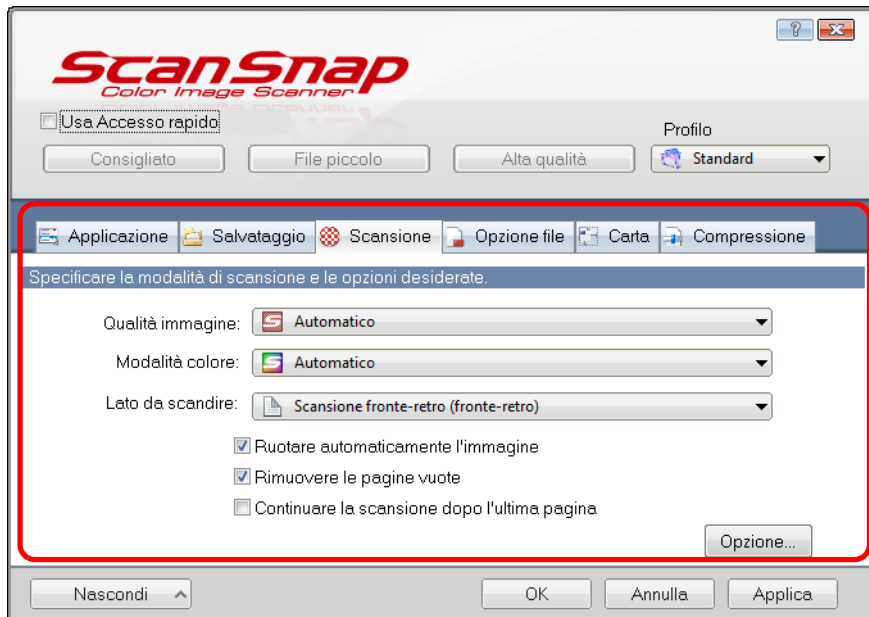 ScanSnap
Color Image Scanner
Usa Accesso rapido
Profilo
Consigliato File piccolo Alta qualità Standard
Applicazione Salvataggio Scansione Opzione file Carta Compressione
Specificare la modalità di scansione e le opzioni desiderate.
Qualità immagine: Automatico
Modalità colore: Automatico
Lato da scandire: Scansione fronte-retro (fronte-retro)
Ruotare automaticamente l'immagine
Rimuovere le pagine vuote
Continuare la scansione dopo l'ultima pagina
Opzione...
Nascondi OK Annulla Applica